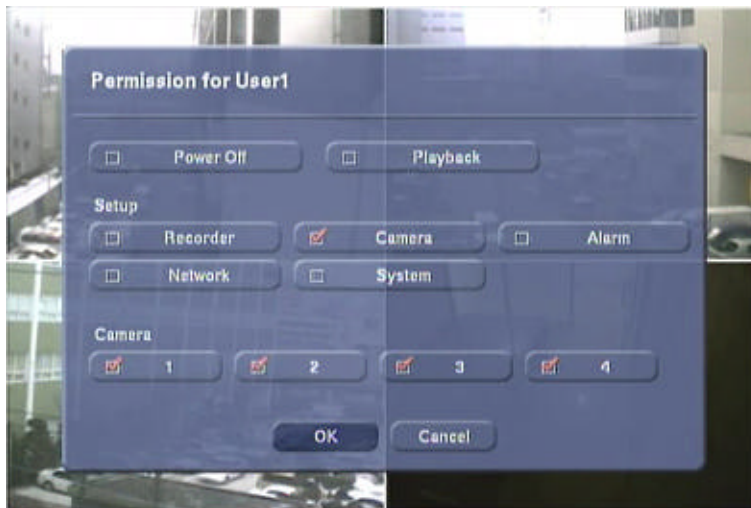 Permission for User1
Power Off Playback
Setup
Recorder Camera Alarm
Network System
Camera
1 2 3 4
OK Cancel